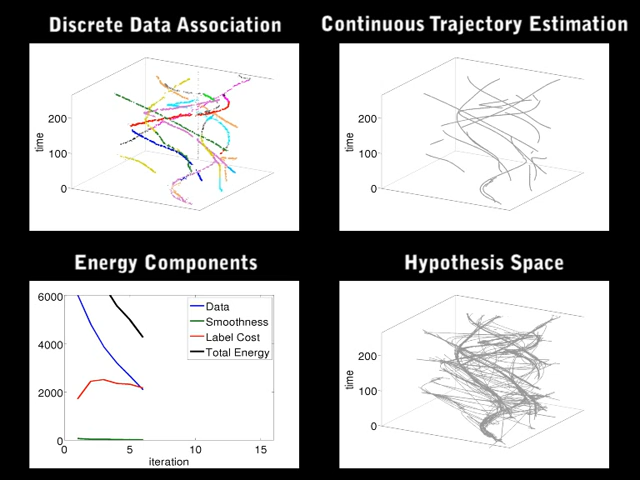 Discrete Data Association
Continuous Trajectory Estimation
200
100
0
time
200
100
0
time
Energy Components
Hypothesis Space
6000
4000
2000
0
0 5 10 15
iteration
Data
Smoothness
Label Cost
Total Energy
200
100
0
time